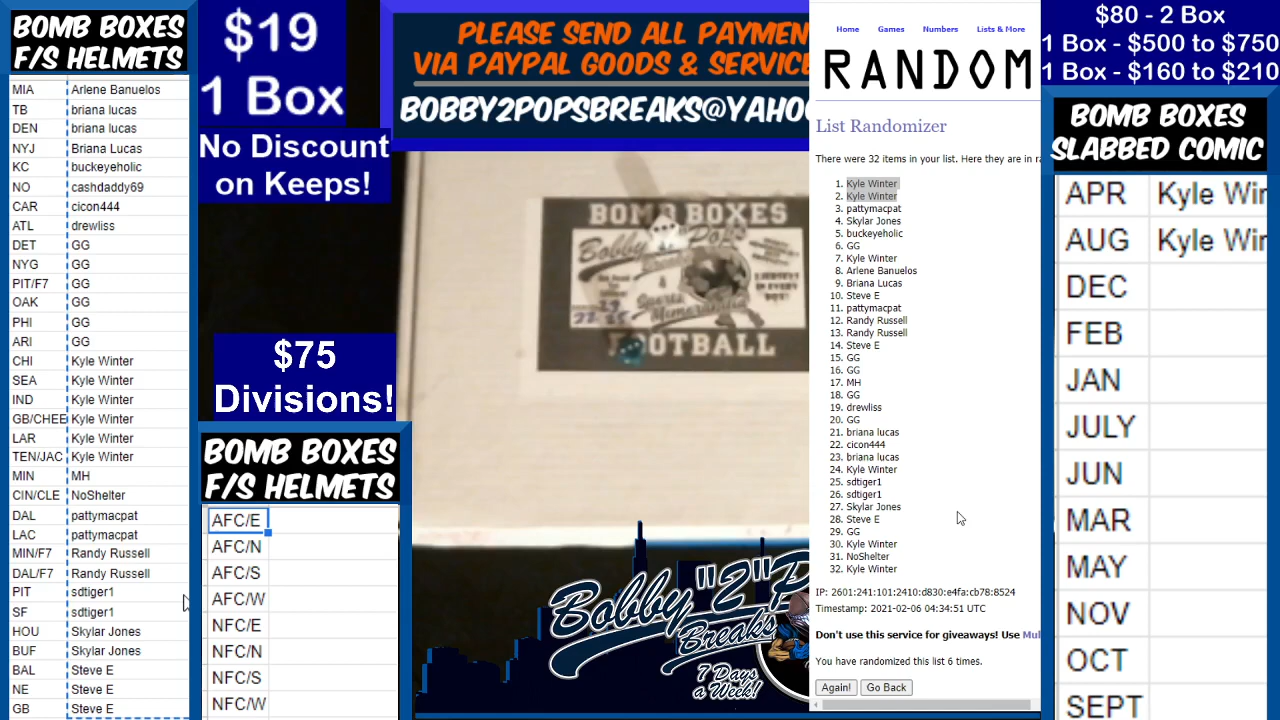 BOMB BOXES
F/S HELMETS
MIA Arlene Banuelos
TB briana lucas
DEN briana lucas
NYJ Briana Lucas
KC buckeyeholic
NO cashdaddy69
CAR cicon444
ATL drewliss
DET GG
NYG GG
PIT/F7 GG
OAK GG
PHI GG
ARI GG
CHI Kyle Winter
SEA Kyle Winter
IND Kyle Winter
GB/CHEE Kyle Winter
LAR Kyle Winter
TEN/JAC Kyle Winter
MIN MH
CIN/CLE NoShelter
DAL pattymacpat
LAC pattymacpat
MIN/F7 Randy Russell
DAL/F7 Randy Russell
PIT sdtiger1
SF sdtiger1
HOU Skylar Jones
BUF Skylar Jones
BAL Steve E
NE Steve E
GB Steve E
$19
1 Box
No Discount
on Keeps!
$75
Divisions!
BOMB BOXES
F/S HELMETS
AFC/E
AFC/N
AFC/S
AFC/W
NFC/E
NFC/N
NFC/S
NFC/W
PLEASE SEND ALL PAYMEN
VIA PAYPAL GOODS & SERVICE
BOBBY2POPSBREAKS@YAHO
BOMB BOXES
Bobby "2" Pops
Sports
Memorabilia
FOOTBALL
Bobby "2" P
Breaks
7 Days
a Week!
Home Games Numbers Lists & More
RANDOM
List Randomizer
There were 32 items in your list. Here they are in ra
1. Kyle Winter
2. Kyle Winter
3. pattymacpat
4. Skylar Jones
5. buckeyeholic
6. GG
7. Kyle Winter
8. Arlene Banuelos
9. Briana Lucas
10. Steve E
11. pattymacpat
12. Randy Russell
13. Randy Russell
14. Steve E
15. GG
16. GG
17. MH
18. GG
19. drewliss
20. GG
21. briana lucas
22. cicon444
23. briana lucas
24. Kyle Winter
25. sdtiger1
26. sdtiger1
27. Skylar Jones
28. Steve E
29. GG
30. Kyle Winter
31. NoShelter
32. Kyle Winter
IP: 2601:241:101:2410:d830:e4fa:cb78:8524
Timestamp: 2021-02-06 04:34:51 UTC
Don't use this service for giveaways! Use Mul
You have randomized this list 6 times.
Again! Go Back
$80 - 2 Box
1 Box - $500 to $750
1 Box - $160 to $210
BOMB BOXES
SLABBED COMIC
APR Kyle Wir
AUG Kyle Wir
DEC
FEB
JAN
JULY
JUN
MAR
MAY
NOV
OCT
SEPT